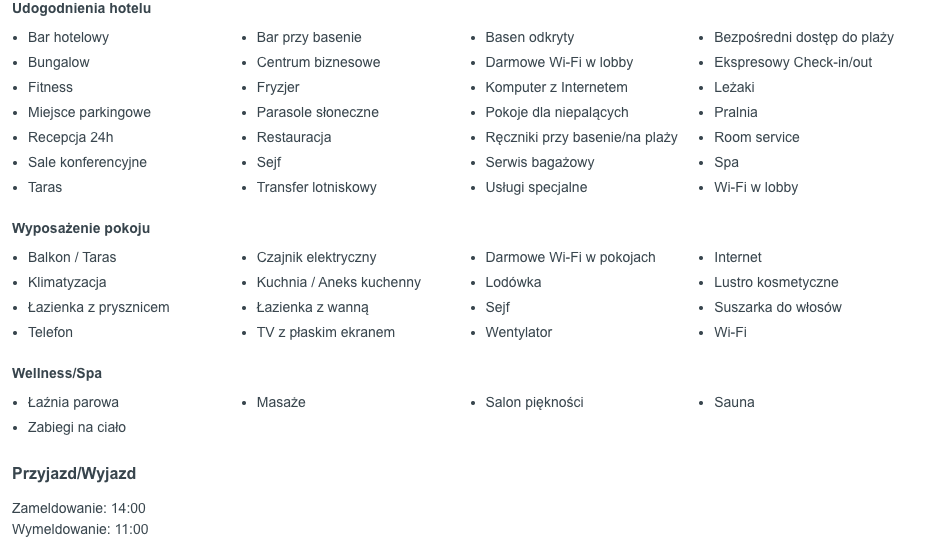 Udogodnienia hotelu
Bar hotelowy Bar przy basenie Basen odkryty Bezpośredni dostęp do plaży
Bungalow Centrum biznesowe Darmowe Wi-Fi w lobby Ekspresowy Check-in/out
Fitness Fryzjer Komputer z Internetem Leżaki
Miejsce parkingowe Parasole słoneczne Pokoje dla niepalących Pralnia
Recepcja 24h Restauracja Ręczniki przy basenie/na plaży Room service
Sale konferencyjne Sejf Serwis bagażowy Spa
Taras Transfer lotniskowy Usługi specjalne Wi-Fi w lobby
Wyposażenie pokoju
Balkon / Taras Czajnik elektryczny Darmowe Wi-Fi w pokojach Internet
Klimatyzacja Kuchnia / Aneks kuchenny Lodówka Lustro kosmetyczne
Łazienka z prysznicem Łazienka z wanną Sejf Suszarka do włosów
Telefon TV z płaskim ekranem Wentylator Wi-Fi
Wellness/Spa
Łaźnia parowa Masaże Salon piękności Sauna
Zabiegi na ciało
Przyjazd/Wyjazd
Zameldowanie: 14:00
Wymeldowanie: 11:00